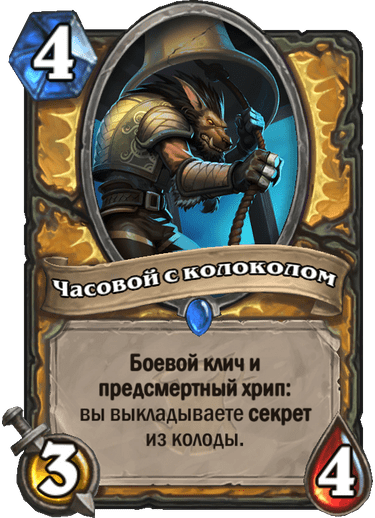 4
Часовой с колоколом
Боевой клич и
предсмертный хрип:
вы выкладываете секрет
из колоды.
3
4